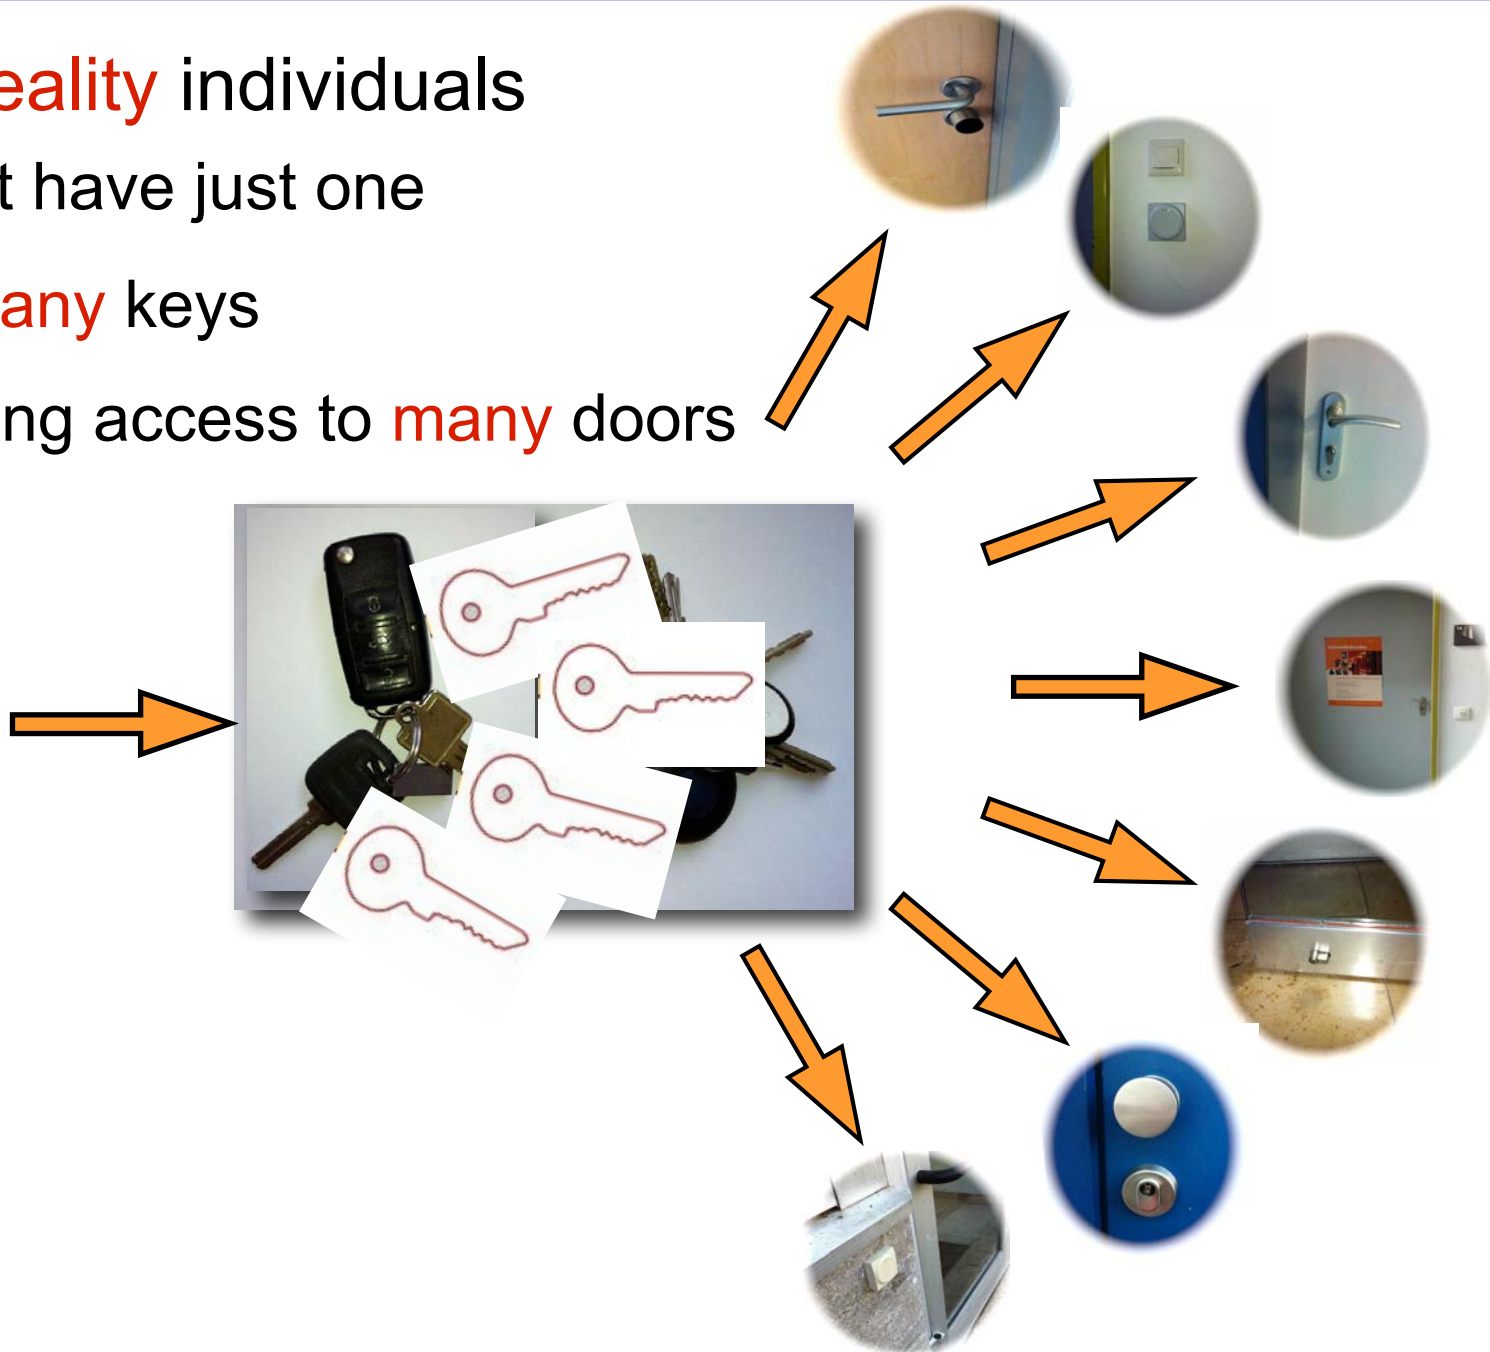 eality individuals
t have just one
any keys
ng access to many doors